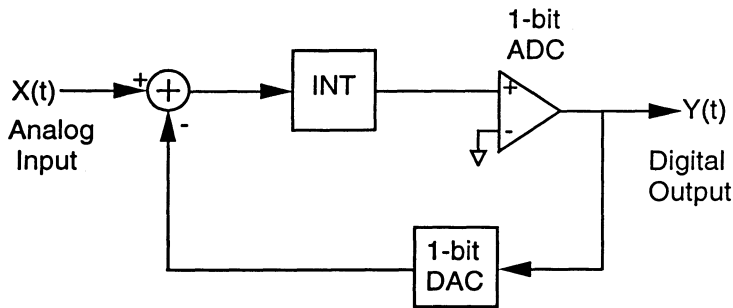 1-bit
ADC
X(t)
+
+
-
INT
+
-
Y(t)
Analog
Input
Digital
Output
1-bit
DAC